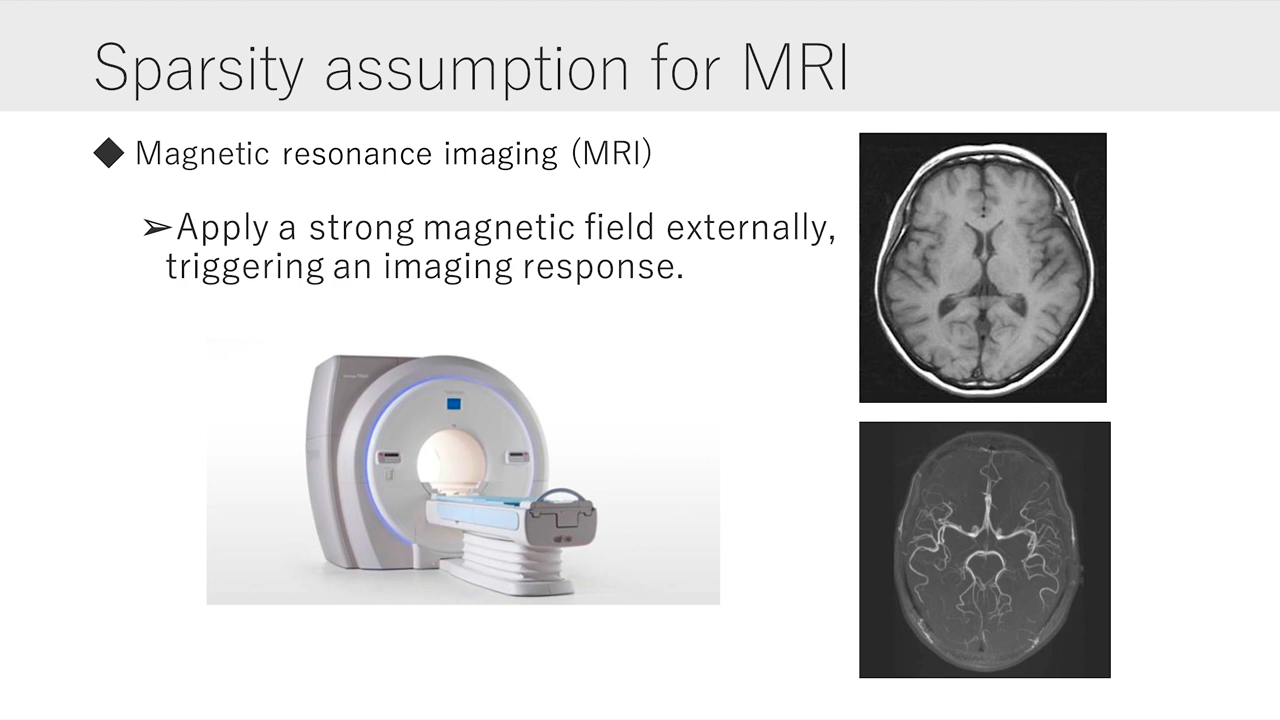 Sparsity assumption for MRI
◆ Magnetic resonance imaging (MRI)
➢Apply a strong magnetic field externally,
triggering an imaging response.